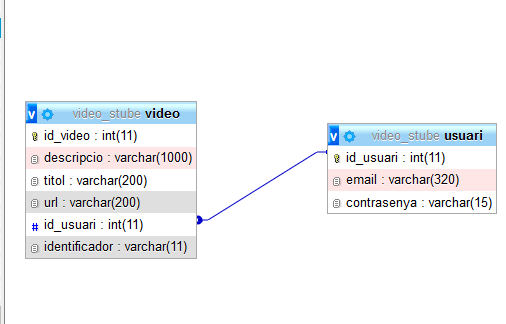 v video_stube video
id_video : int(11)
descripcio : varchar(1000)
titol : varchar(200)
url : varchar(200)
# id_usuari : int(11)
identificador : varchar(11)
v video_stube usuari
id_usuari : int(11)
email : varchar(320)
contrasenya : varchar(15)